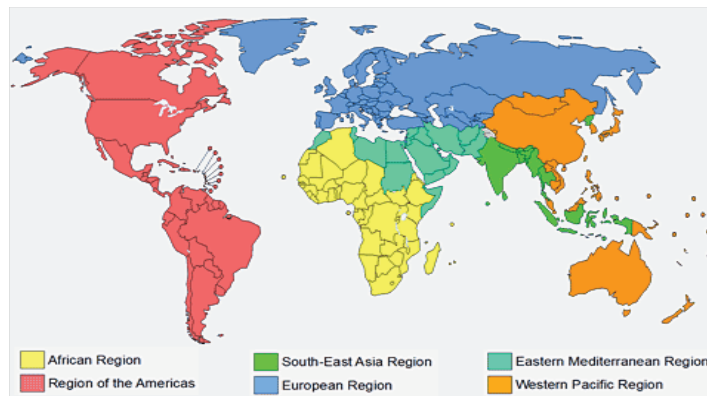 African Region
South-East Asia Region
Eastern Mediterranean Region
Region of the Americas
European Region
Western Pacific Region